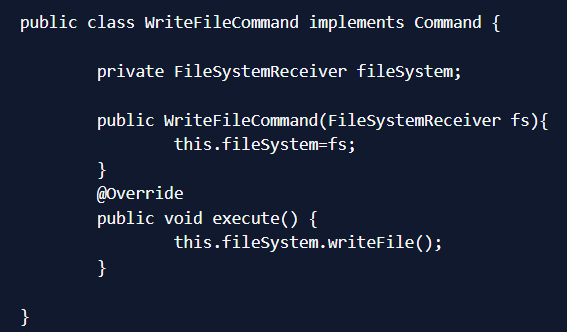 public class WriteFileCommand implements Command {
private FileSystemReceiver fileSystem;
public WriteFileCommand(FileSystemReceiver fs){
this.fileSystem=fs;
}
@Override
public void execute() {
this.fileSystem.writeFile();
}
}